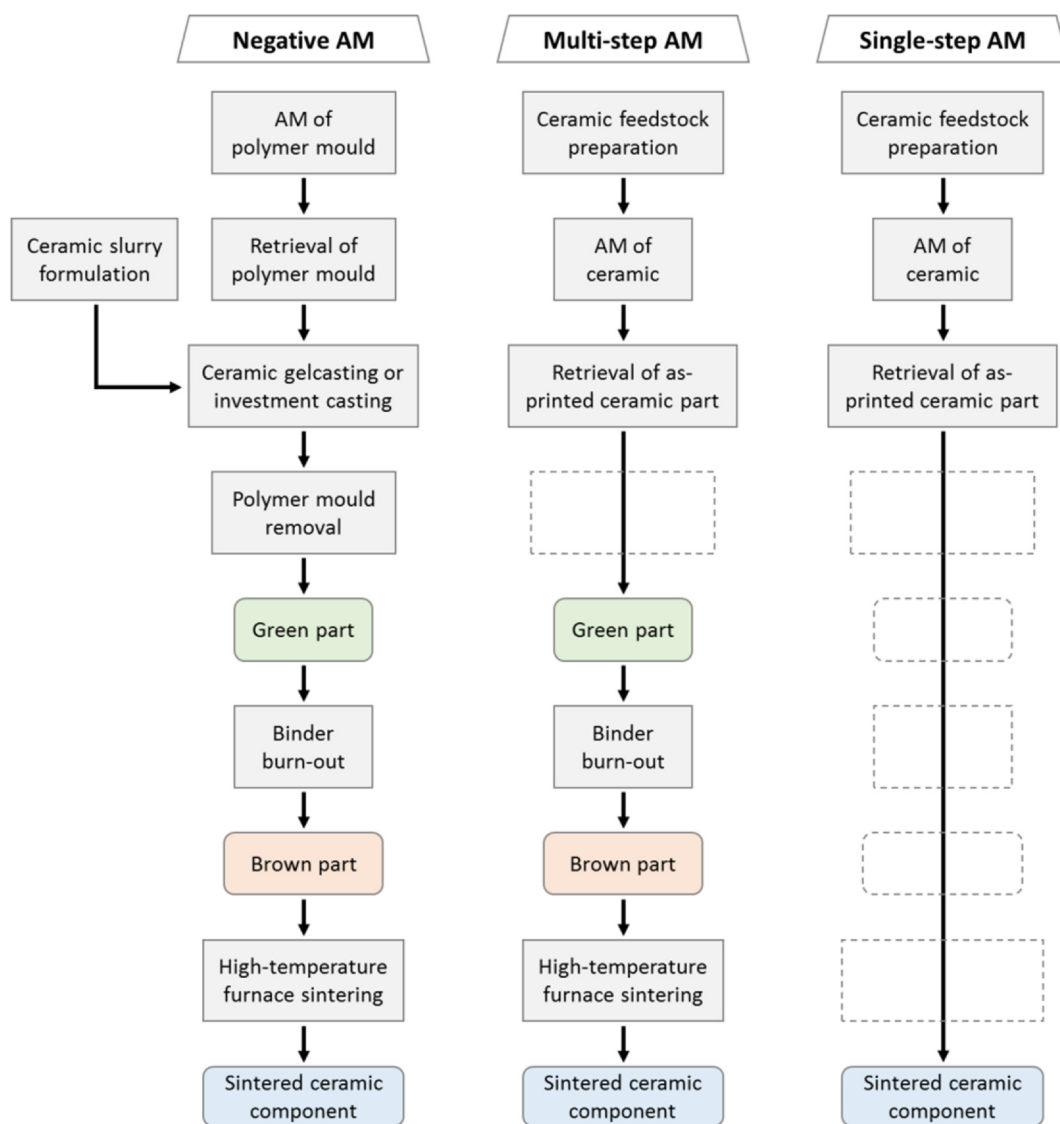 Negative AM
Multi-step AM
Single-step AM
AM of
polymer mould
Ceramic feedstock
preparation
Ceramic feedstock
preparation
Ceramic slurry
formulation
Retrieval of
polymer mould
AM of
ceramic
AM of
ceramic
Ceramic gelcasting or
investment casting
Retrieval of as-
printed ceramic part
Retrieval of as-
printed ceramic part
Polymer mould
removal
Green part
Green part
Binder
burn-out
Binder
burn-out
Brown part
Brown part
High-temperature
furnace sintering
High-temperature
furnace sintering
Sintered ceramic
component
Sintered ceramic
component
Sintered ceramic
component